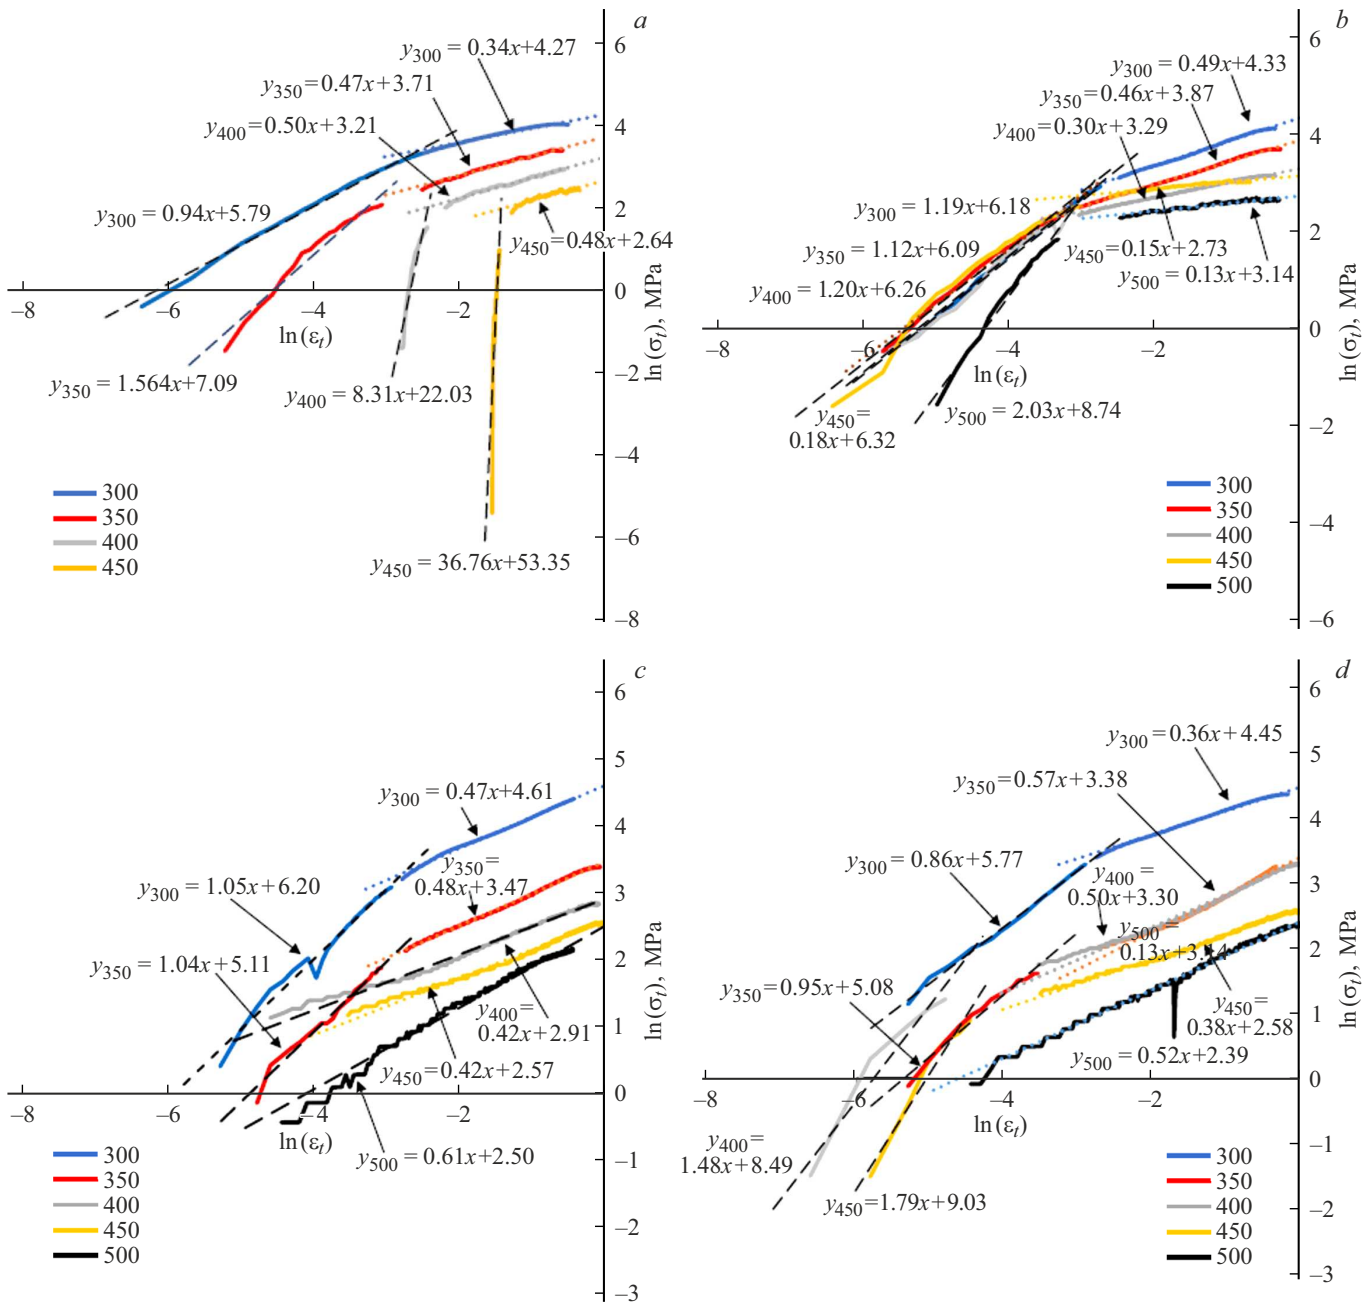 a
6
y300 = 0.34x+4.27
y350=0.47x+3.71
4
y400=0.50x+3.21
y300 = 0.94x+5.79
2
y450=0.48x+2.64
–8
–6
–4
–2
0
ln(εt)
ln(σt), MPa
y350 = 1.564x+7.09
y400 = 8.31x+22.03
–2
–4
300
350
400
450
–6
y450 = 36.76x+53.35
–8
b
6
y300 = 0.49x+4.33
y350=0.46x+3.87
y400=0.30x+3.29
4
y300 = 1.19x+6.18
2
y350 = 1.12x+6.09
y450=0.15x+2.73
y500 = 0.13x+3.14
y400 = 1.20x+6.26
–8
–6
–4
–2
0
ln(εt)
ln(σt), MPa
y450=
0.18x+6.32
y500 = 2.03x+8.74
–2
300
350
400
450
500
–4
–6
c
6
5
y300 = 0.47x+4.61
4
y350=
0.48x+3.47
y300 = 1.05x+6.20
3
2
y350 = 1.04x+5.11
y400=
0.42x+2.91
1
y450=0.42x+2.57
–8
–6
–4
–2
0
ln(εt)
ln(σt), MPa
y500 = 0.61x+2.50
–1
300
350
400
450
500
–2
–3
d
6
y300 = 0.36x+4.45
5
y350=0.57x+3.38
4
y300 = 0.86x+5.77
y400=
0.50x+3.30
3
y500 =
0.13x+3.14
2
y350=0.95x+5.08
y450=
0.38x+2.58
1
y500 = 0.52x+2.39
–8
–6
–4
–2
0
ln(εt)
ln(σt), MPa
y400=
1.48x+8.49
–1
y450=1.79x+9.03
–2
300
350
400
450
500
–3